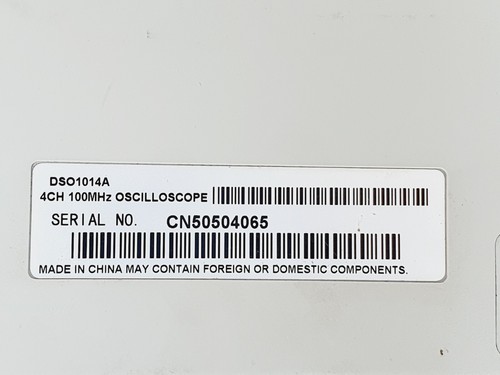 DSO1014A
4CH 100MHz OSCILLOSCOPE
SERIAL NO. CN50504065
MADE IN CHINA MAY CONTAIN FOREIGN OR DOMESTIC COMPONENTS.